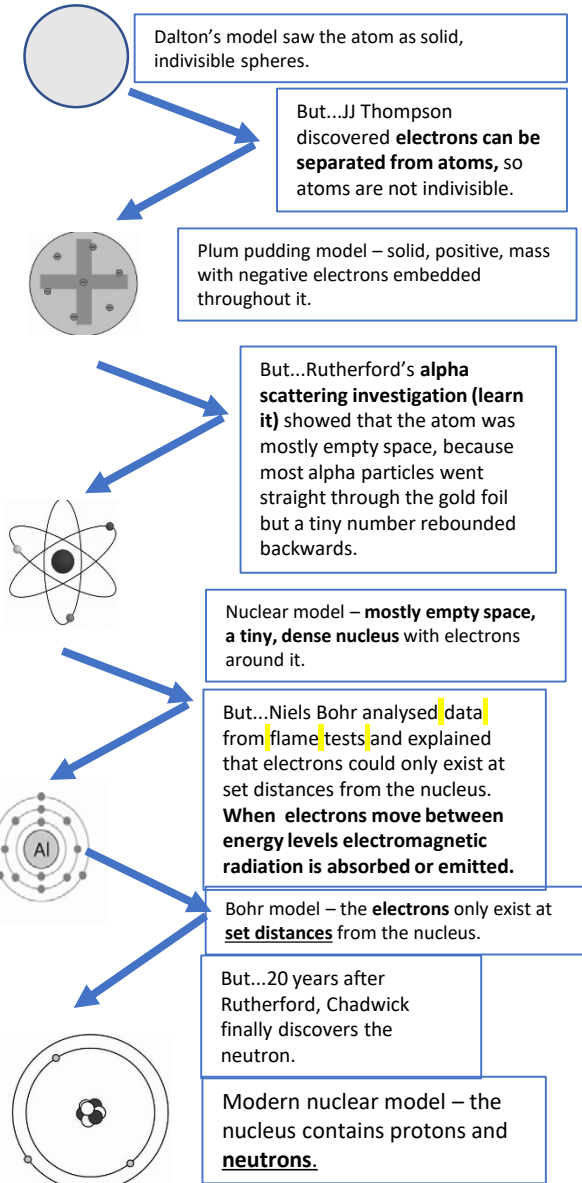 Dalton's model saw the atom as solid,
indivisible spheres.
But...JJ Thompson
discovered electrons can be
separated from atoms, so
atoms are not indivisible.
Plum pudding model – solid, positive, mass
with negative electrons embedded
throughout it.
But...Rutherford's alpha
scattering investigation (learn
it) showed that the atom was
mostly empty space, because
most alpha particles went
straight through the gold foil
but a tiny number rebounded
backwards.
Nuclear model – mostly empty space,
a tiny, dense nucleus with electrons
around it.
But...Niels Bohr analysed data
from flame tests and explained
that electrons could only exist at
set distances from the nucleus.
When electrons move between
energy levels electromagnetic
radiation is absorbed or emitted.
Al
Bohr model – the electrons only exist at
set distances from the nucleus.
But...20 years after
Rutherford, Chadwick
finally discovers the
neutron.
Modern nuclear model – the
nucleus contains protons and
neutrons.